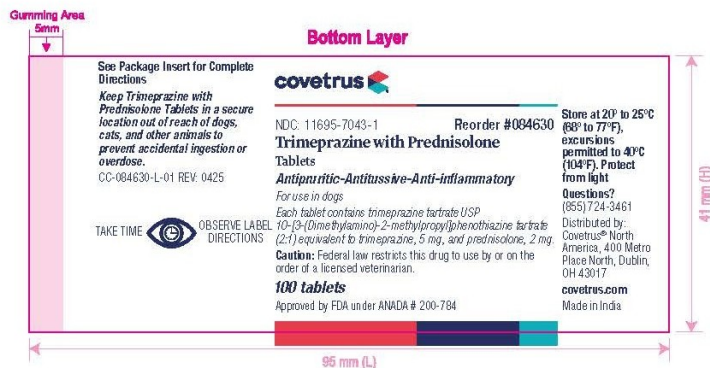 Gumming Area
5mm
Bottom Layer
See Package Insert for Complete
Directions
Keep Trimeprazine with
Prednisolone Tablets in a secure
location out of reach of dogs,
cats, and other animals to
prevent accidental ingestion or
overdose.
CC-084630-L-01 REV: 0425
TAKE TIME
OBSERVE LABEL
DIRECTIONS
covetrus
NDC: 11695-7043-1 Reorder #084630
Trimeprazine with Prednisolone
Tablets
Antipruritic-Antitussive-Anti-inflammatory
For use in dogs
Each tablet contains trimeprazine tartrate USP
10-[3-(Dimethylamino)-2-methylpropyl]phenothiazine tartrate
(2:1) equivalent to trimeprazine, 5 mg, and prednisolone, 2 mg.
Caution: Federal law restricts this drug to use by or on the
order of a licensed veterinarian.
100 tablets
Approved by FDA under ANADA # 200-784
Store at 20⁰ to 25⁰C
(68⁰ to 77⁰F),
excursions
permitted to 40⁰C
(104⁰F). Protect
from light
Questions?
(855) 724-3461
Distributed by:
Covetrus® North
America, 400 Metro
Place North, Dublin,
OH 43017
covetrus.com
Made in India
41 mm (H)
95 mm (L)